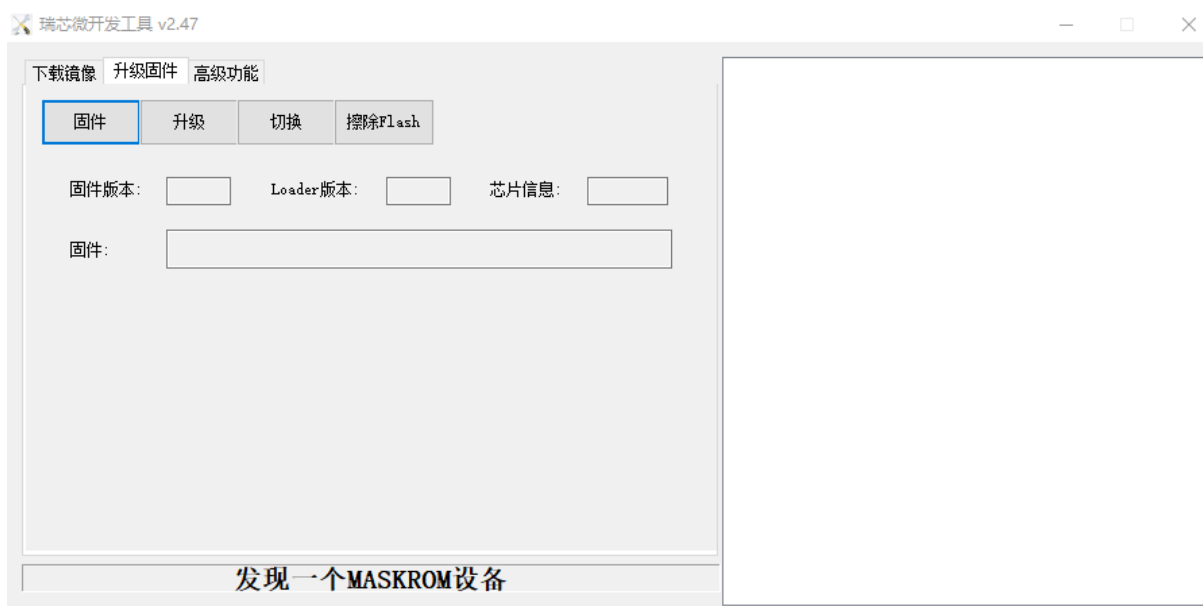 瑞芯微开发工具 v2.47
下载镜像 升级固件 高级功能
固件 升级 切换 擦除Flash
固件版本: Loader版本: 芯片信息:
固件:
发现一个MASKROM设备